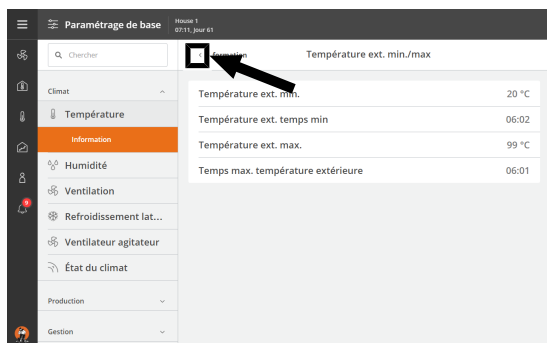 Paramétrage de base
House 1
07:11, jour 61
Chercher
formation
Température ext. min./max
Climat
Température
Information
Humidité
Ventilation
Refroidissement lat...
Ventilateur agitateur
État du climat
Production
Gestion
9
Température ext. min. 20 °C
Température ext. temps min 06:02
Température ext. max. 99 °C
Temps max. température extérieure 06:01